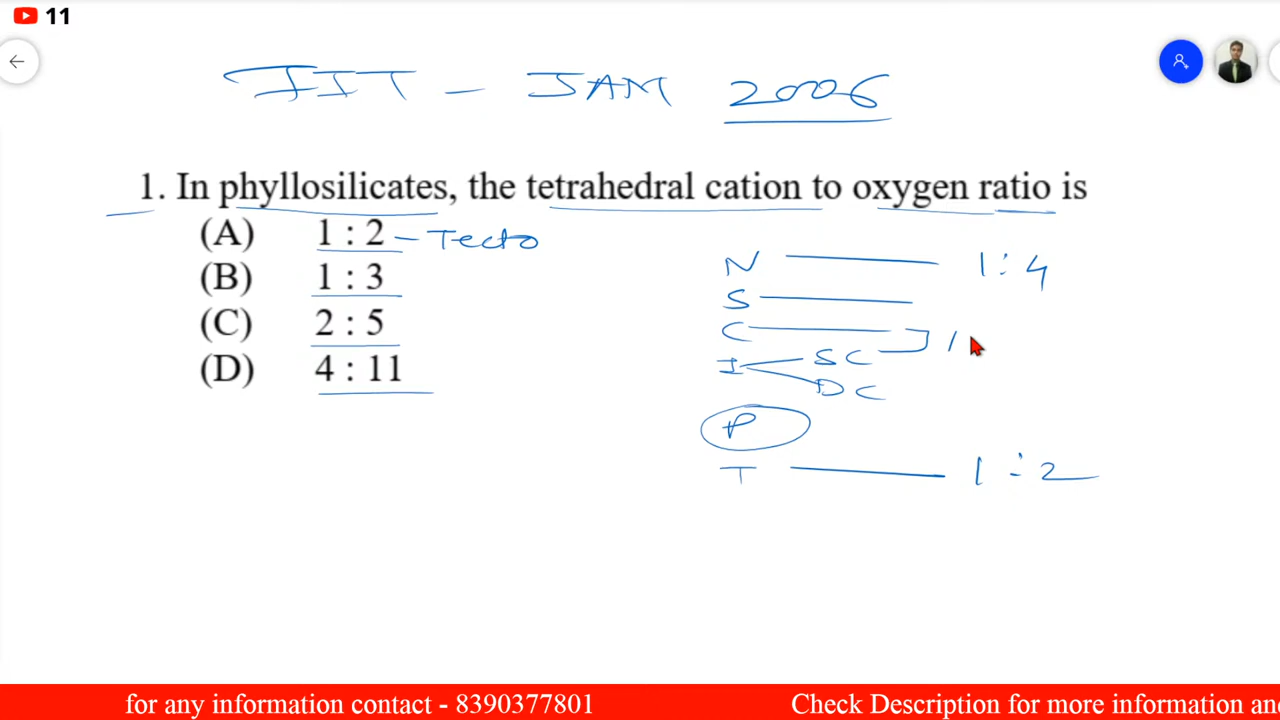 11
IIT - JAM 2006
1. In phyllosilicates, the tetrahedral cation to oxygen ratio is
(A) 1 : 2 - Tecto
(B) 1 : 3
(C) 2 : 5
(D) 4 : 11
N 1 : 4
S
C
I SC 1
DC
P
T 1 : 2
for any information contact - 8390377801 Check Description for more information and